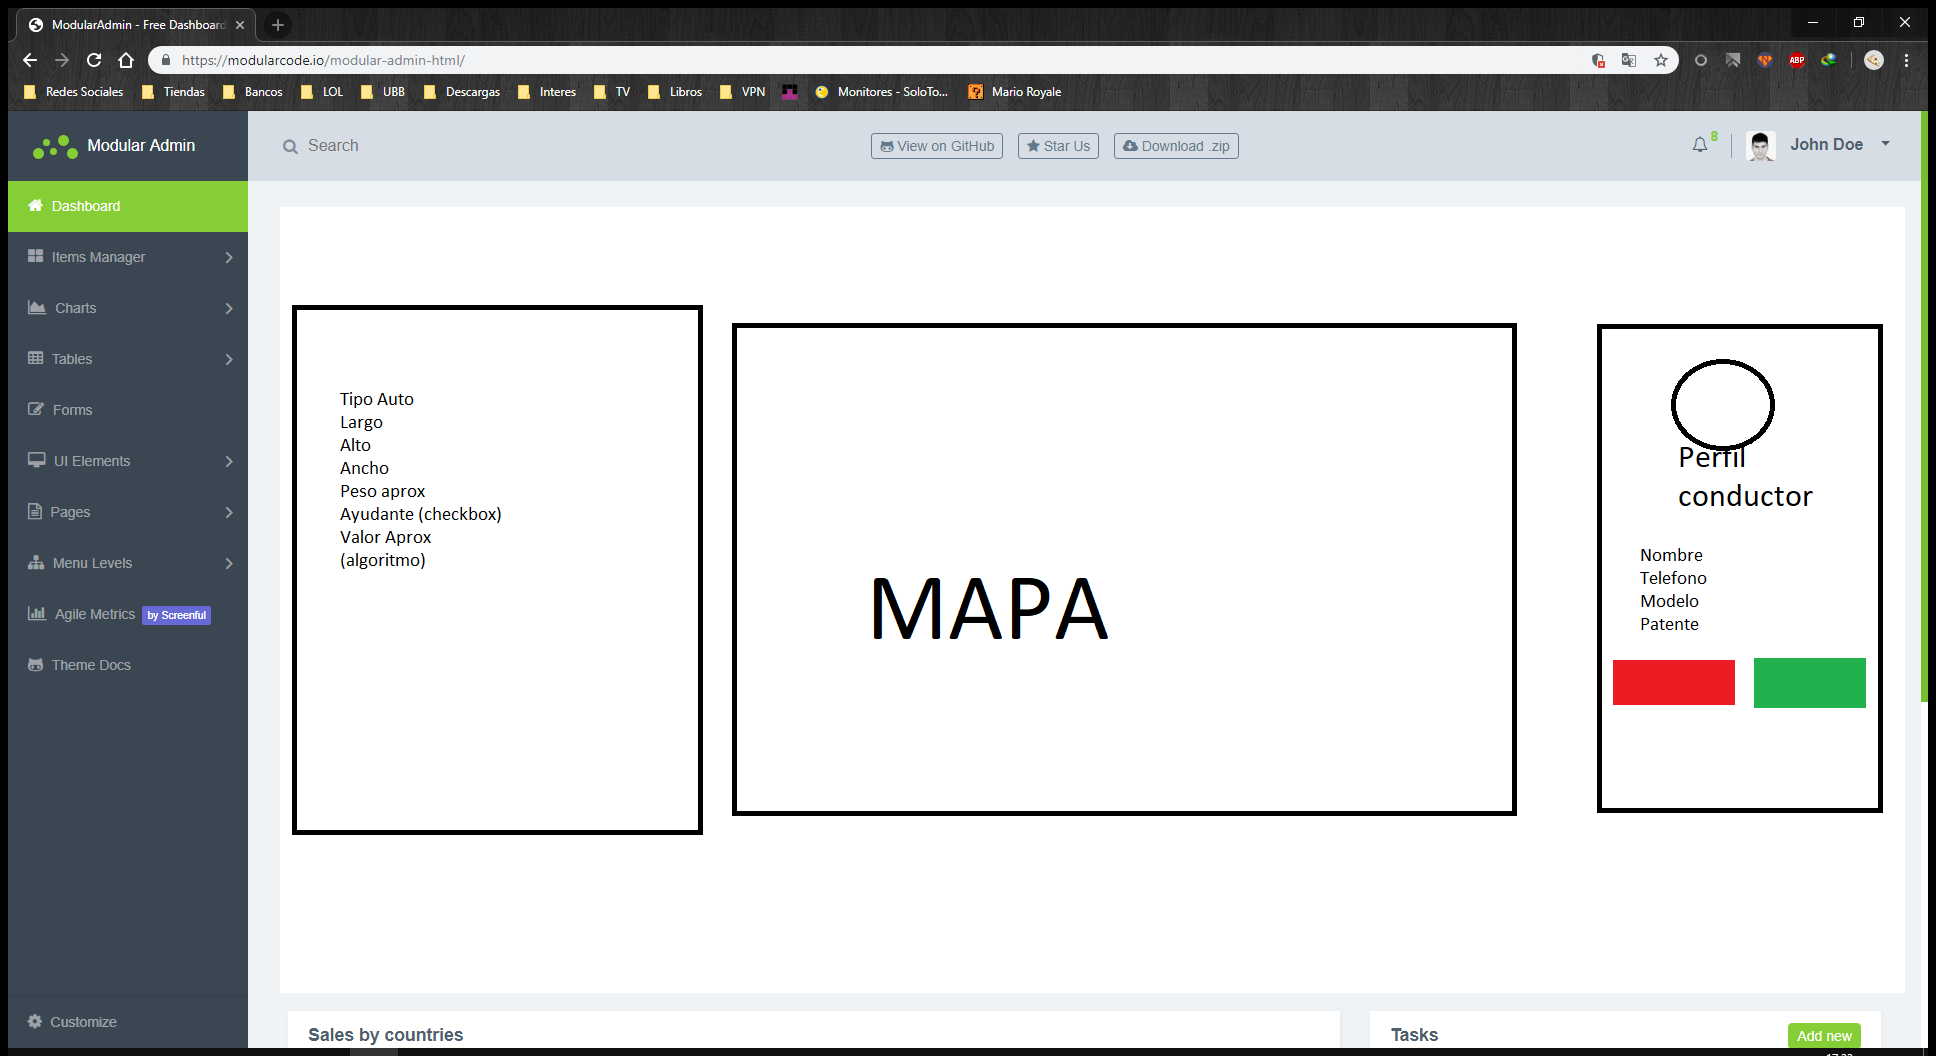 ModularAdmin - Free Dashboard
https://modularcode.io/modular-admin-html/
ABP
Redes Sociales
Tiendas
Bancos
LOL
UBB
Descargas
Interes
TV
Libros
VPN
Monitores - SoloTo...
Mario Royale
Modular Admin
Search
View on GitHub
Star Us
Download .zip
8
John Doe
Dashboard
Items Manager
Charts
Tables
Forms
UI Elements
Pages
Menu Levels
Agile Metrics by Screenful
Theme Docs
Customize
Tipo Auto
Largo
Alto
Ancho
Peso aprox
Ayudante (checkbox)
Valor Aprox
(algoritmo)
MAPA
Perfil
conductor
Nombre
Telefono
Modelo
Patente
Sales by countries
Tasks
Add new